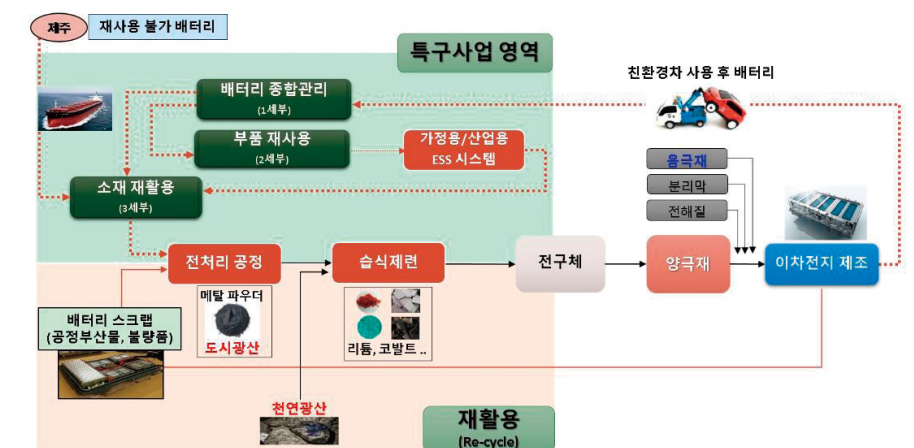 제주
재사용 불가 배터리
특구사업 영역
친환경차 사용 후 배터리
배터리 종합관리
(1세부)
부품 재사용
(2세부)
가정용/산업용
ESS 시스템
소재 재활용
(3세부)
음극재
분리막
전해질
전처리 공정
습식제련
전구체
양극재
이차전지 제조
메탈 파우더
도시광산
리튬, 코발트 ..
배터리 스크랩
(공정부산물, 불량품)
천연광산
재활용
(Re-cycle)